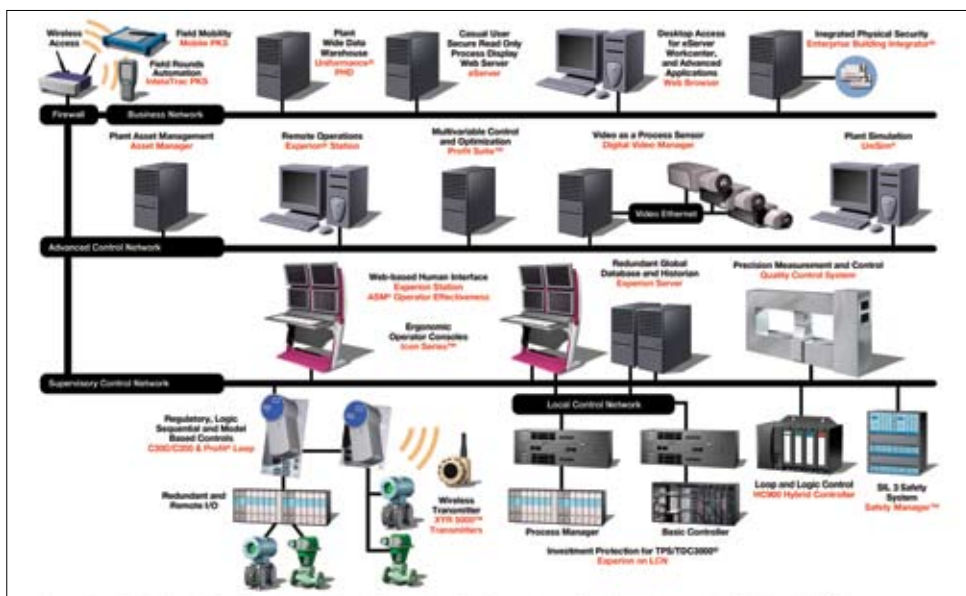 Wireless
Access
Field Mobility
Mobile PKS
Field Rounds
Automation
IntelaTrac PKS
Plant
Wide Data
Warehouse
Uniformance®
PHD
Casual User
Secure Read Only
Process Display
Web Server
eServer
Desktop Access
for eServer
Workcenter,
and Advanced
Applications
Web Browser
Integrated Physical Security
Enterprise Building Integrator®
Firewall
Business Network
Plant Asset Management
Asset Manager
Remote Operations
Experion® Station
Multivariable Control
and Optimization
Profit Suite™
Video as a Process Sensor
Digital Video Manager
Plant Simulation
UniSim®
Video Ethernet
Advanced Control Network
Web-based Human Interface
Experion Station
ASM® Operator Effectiveness
Ergonomic
Operator Consoles
Icon Series™
Redundant Global
Database and Historian
Experion Server
Precision Measurement and Control
Quality Control System
Supervisory Control Network
Regulatory, Logic
Sequential and Model
Based Controls
C300/C200 & Profit® Loop
Redundant and
Remote I/O
Wireless
Transmitter
XYR 5000™
Transmitters
Local Control Network
Process Manager
Basic Controller
Investment Protection for TPS/TDC3000®
Experion on LCN
Loop and Logic Control
HC900 Hybrid Controller
SIL 3 Safety
System
Safety Manager™